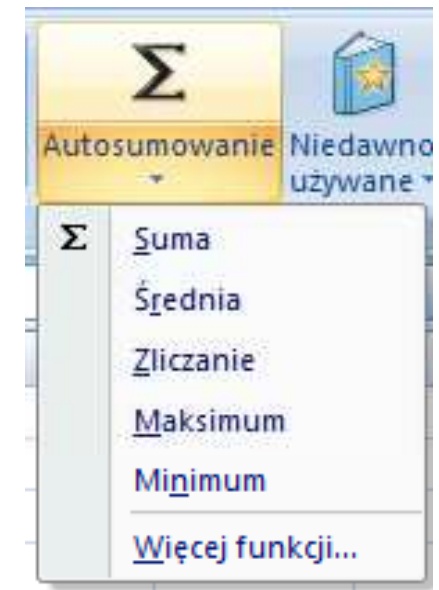 Σ
Autosumowanie
Niedawno
używane
Σ Suma
Średnia
Zliczanie
Maksimum
Minimum
Więcej funkcji...